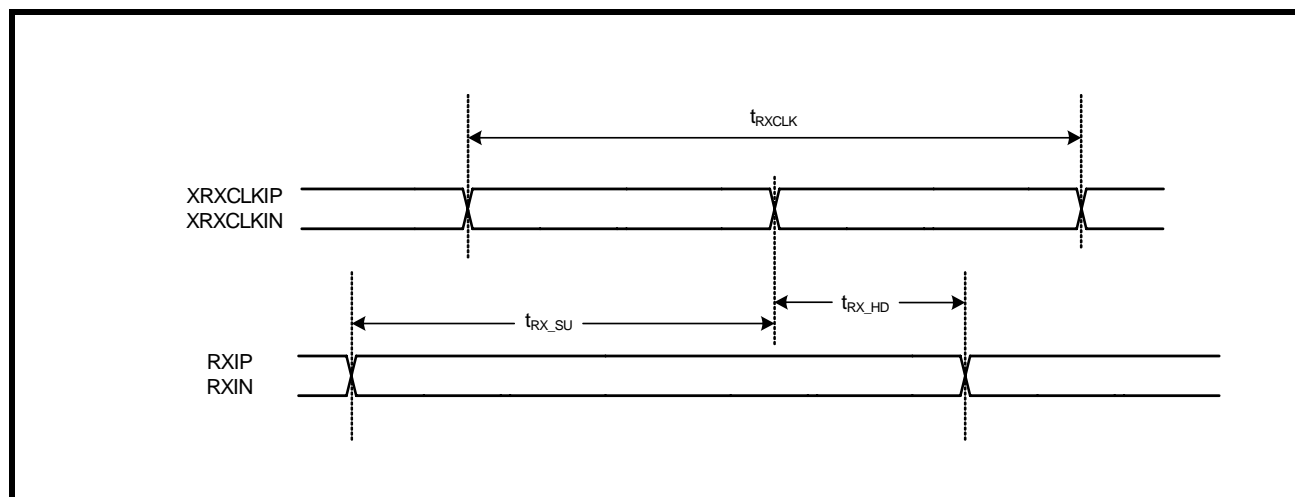 tRXCLK
XRXCLKIP
XRXCLKIN
tRX_HD
tRX_SU
RXIP
RXIN